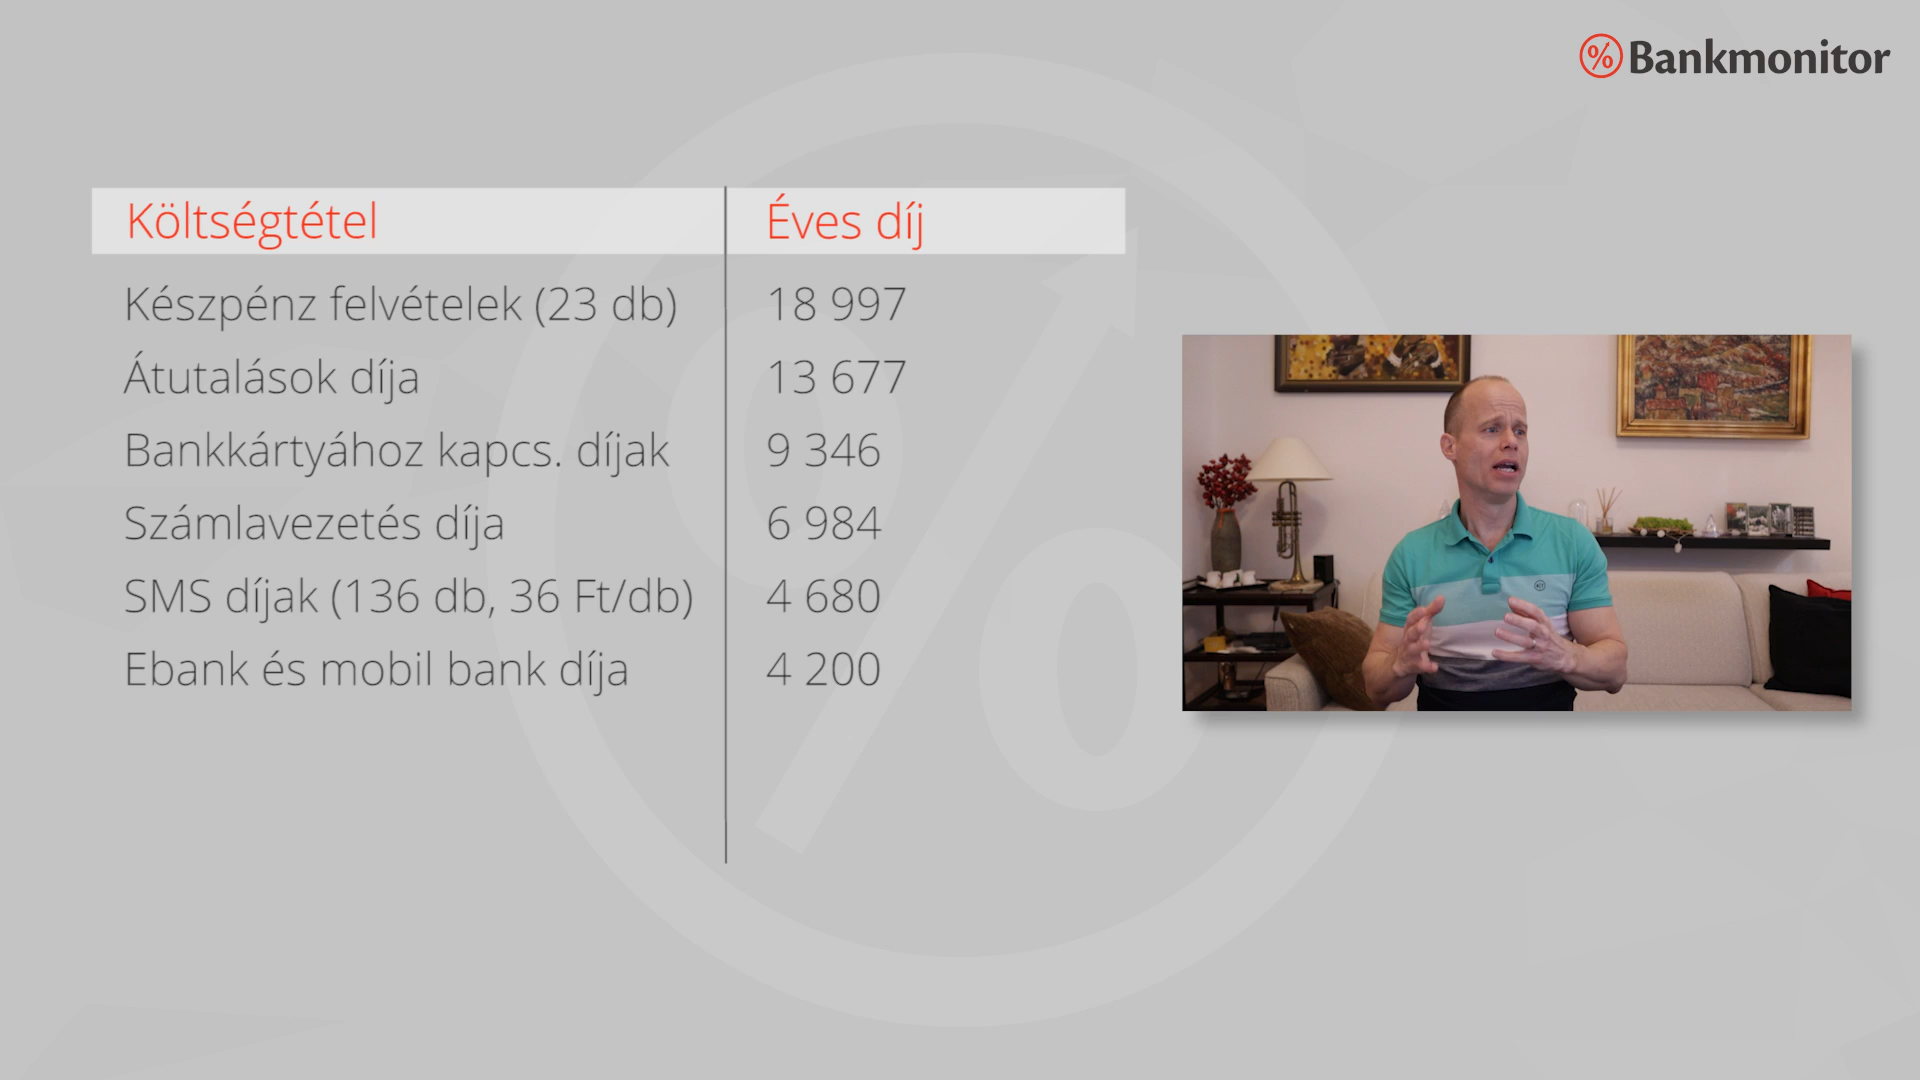 Bankmonitor
Költségtétel Éves díj
Készpénz felvételek (23 db) 18 997
Átutalások díja 13 677
Bankkártyához kapcs. díjak 9 346
Számlavezetés díja 6 984
SMS díjak (136 db, 36 Ft/db) 4 680
Ebank és mobil bank díja 4 200